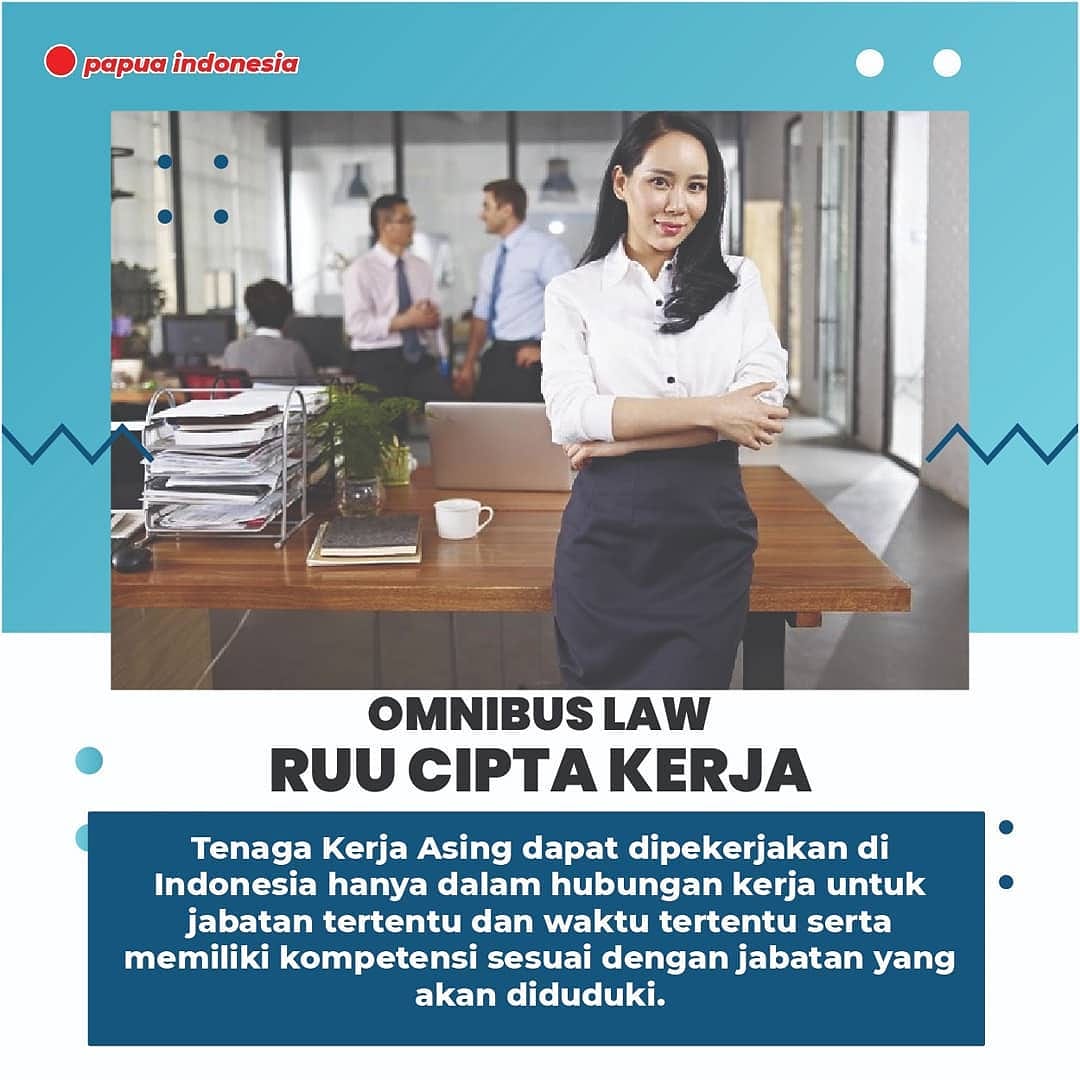 papua indonesia
OMNIBUS LAW
RUU CIPTA KERJA
Tenaga Kerja Asing dapat dipekerjakan di
Indonesia hanya dalam hubungan kerja untuk
jabatan tertentu dan waktu tertentu serta
memiliki kompetensi sesuai dengan jabatan yang
akan diduduki.